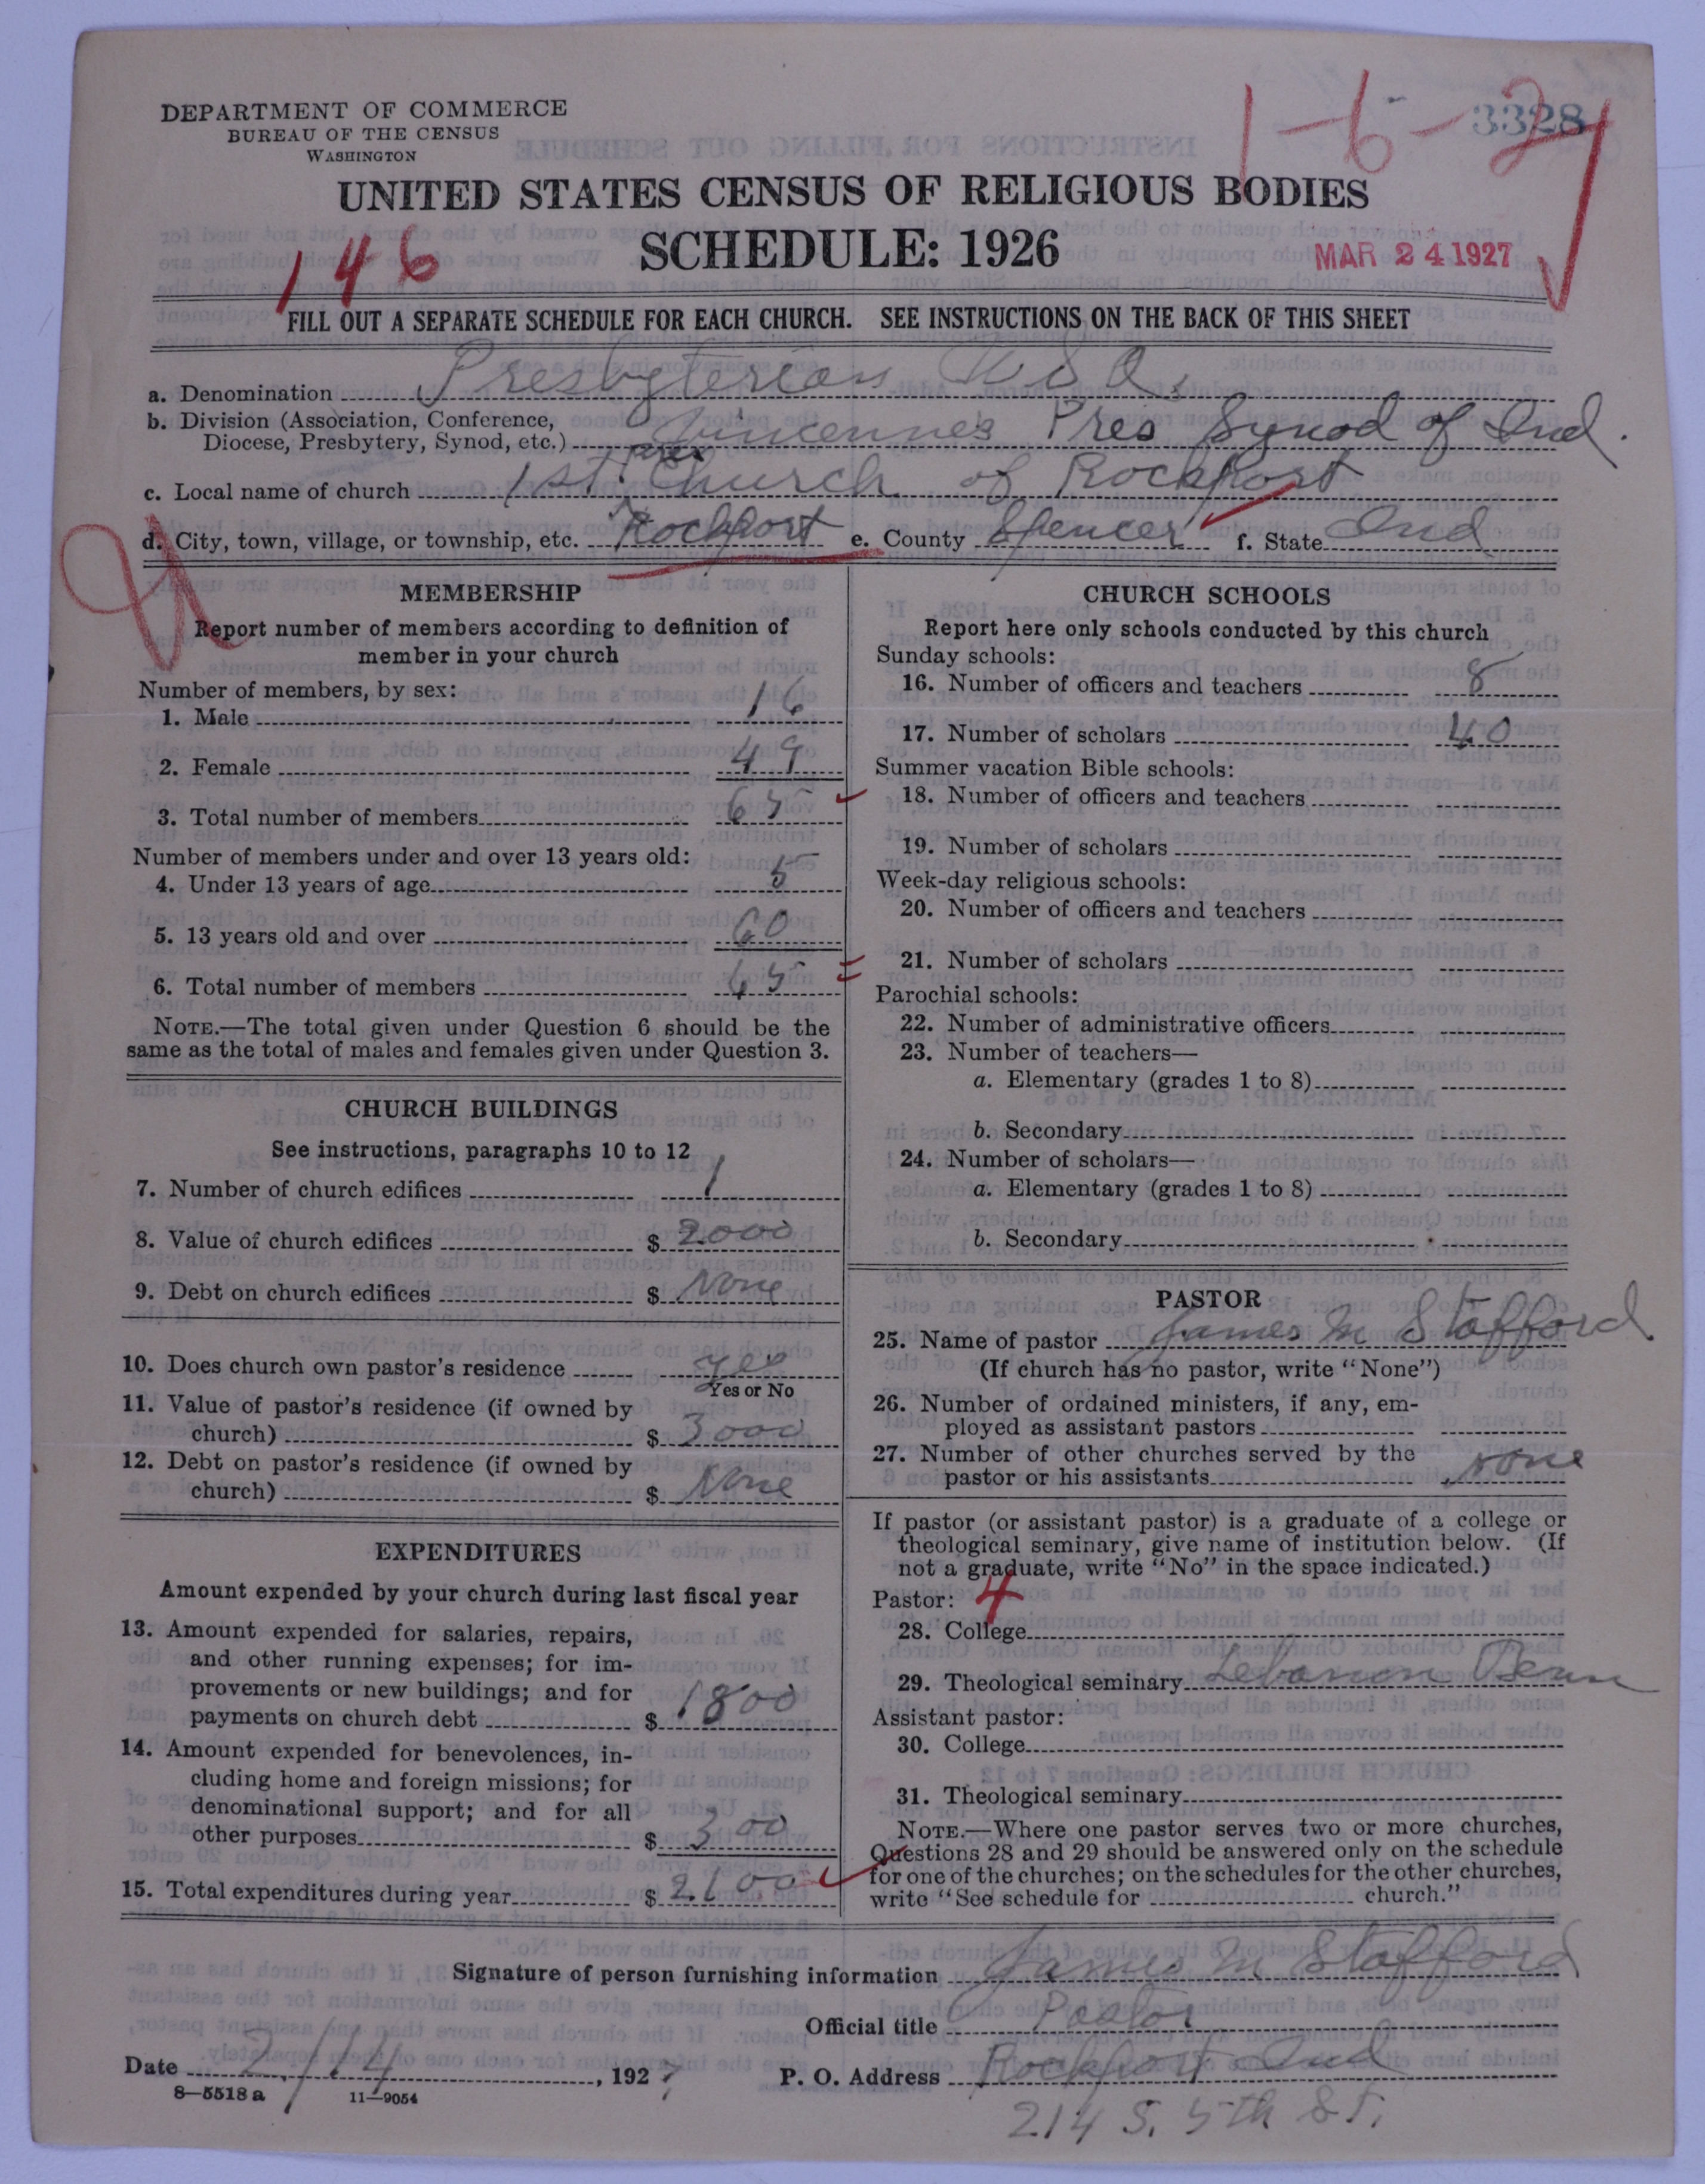 DEPARTMENT OF COMMERCE
BUREAU OF THE CENSUS
WASHINGTON
3328
1-6-2
UNITED STATES CENSUS OF RELIGIOUS BODIES
SCHEDULE: 1926
146
MAR 24 1927
FILL OUT A SEPARATE SCHEDULE FOR EACH CHURCH. SEE INSTRUCTIONS ON THE BACK OF THIS SHEET
a. Denomination Presbyterian U S A,
b. Division (Association, Conference,
Diocese, Presbytery, Synod, etc.) Vincennes Pres Synod of Ind.
c. Local name of church 1st Pres Church of Rockport
d. City, town, village, or township, etc. Rockport e. County Spencer f. State Ind
MEMBERSHIP
Report number of members according to definition of
member in your church
Number of members, by sex:
1. Male 16
2. Female 49
3. Total number of members 65
Number of members under and over 13 years old:
4. Under 13 years of age 5
5. 13 years old and over 60
6. Total number of members 65
NOTE.—The total given under Question 6 should be the
same as the total of males and females given under Question 3.
CHURCH BUILDINGS
See instructions, paragraphs 10 to 12
7. Number of church edifices 1
8. Value of church edifices $ 2000
9. Debt on church edifices $ None
10. Does church own pastor's residence yes
Yes or No
11. Value of pastor's residence (if owned by
church) $ 3000
12. Debt on pastor's residence (if owned by
church) $ None
EXPENDITURES
Amount expended by your church during last fiscal year
13. Amount expended for salaries, repairs,
and other running expenses; for im-
provements or new buildings; and for
payments on church debt $ 1800
14. Amount expended for benevolences, in-
cluding home and foreign missions; for
denominational support; and for all
other purposes $ 300
15. Total expenditures during year $ 2100
CHURCH SCHOOLS
Report here only schools conducted by this church
Sunday schools:
16. Number of officers and teachers 8
17. Number of scholars 40
Summer vacation Bible schools:
18. Number of officers and teachers
19. Number of scholars
Week-day religious schools:
20. Number of officers and teachers
21. Number of scholars
Parochial schools:
22. Number of administrative officers
23. Number of teachers—
a. Elementary (grades 1 to 8)
b. Secondary
24. Number of scholars—
a. Elementary (grades 1 to 8)
b. Secondary
PASTOR
25. Name of pastor James M Stafford
(If church has no pastor, write "None")
26. Number of ordained ministers, if any, em-
ployed as assistant pastors
27. Number of other churches served by the
pastor or his assistants none
If pastor (or assistant pastor) is a graduate of a college or
theological seminary, give name of institution below. (If
not a graduate, write "No" in the space indicated.)
Pastor: 4
28. College
29. Theological seminary Lebanon Tenn
Assistant pastor:
30. College
31. Theological seminary
NOTE.—Where one pastor serves two or more churches,
Questions 28 and 29 should be answered only on the schedule
for one of the churches; on the schedules for the other churches,
write "See schedule for church."
Signature of person furnishing information James M Stafford
Official title Pastor
Date 2/14, 1927 P. O. Address Rockport Ind
8—5518 a 11—9054
214 S. 5th St.